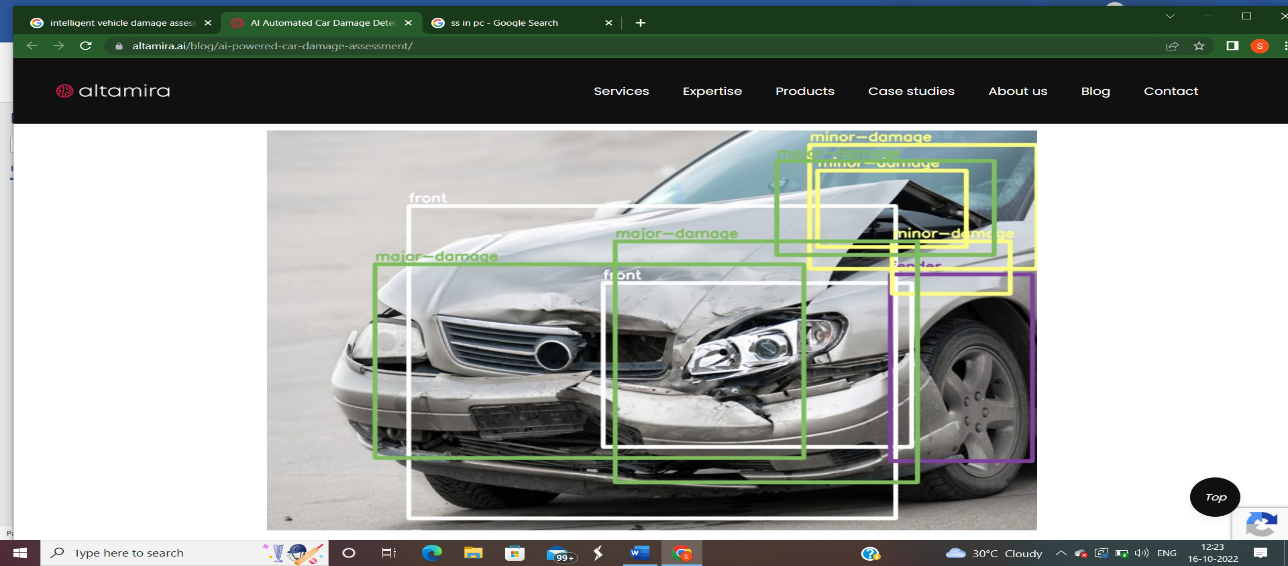 intelligent vehicle damage assess
AI Automated Car Damage Detec
ss in pc - Google Search
altamira.ai/blog/ai-powered-car-damage-assessment/
S
altamira
Services
Expertise
Products
Case studies
About us
Blog
Contact
minor-damage
minor-damage
front
major-damage
minor-damage
major-damage
front
Top
Type here to search
99+
30°C Cloudy
ENG
12:23
16-10-2022